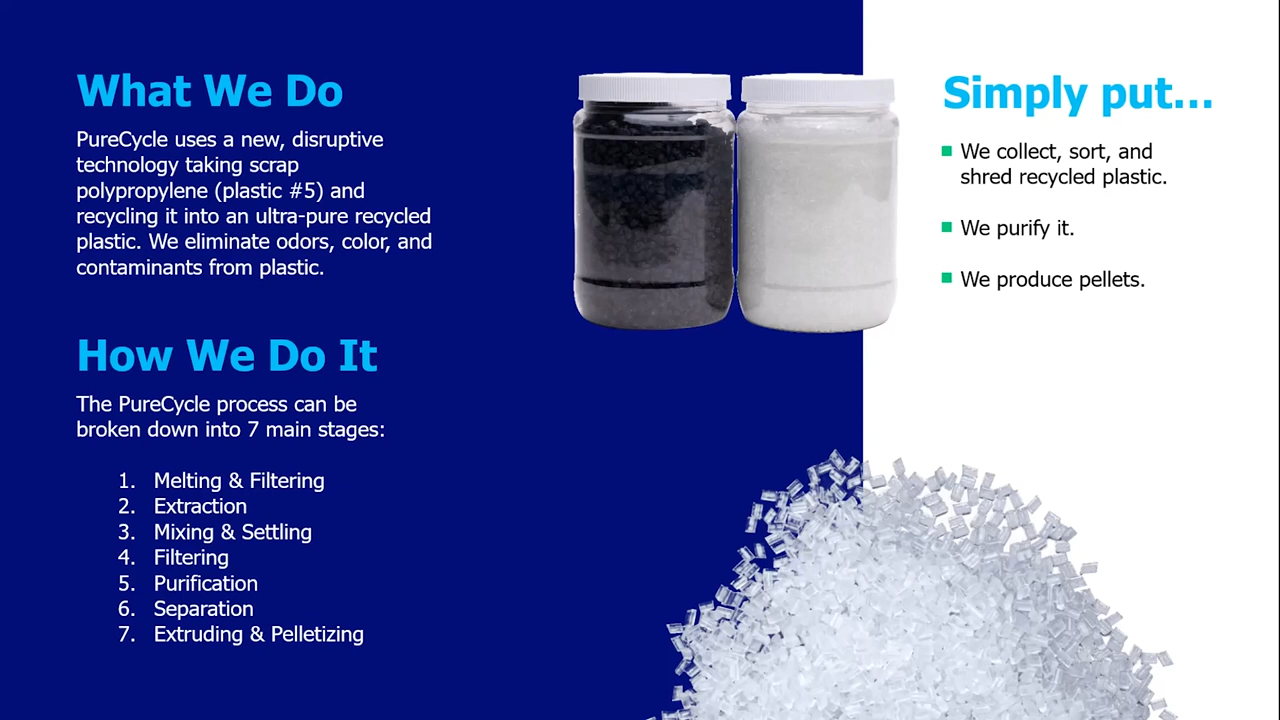 What We Do
PureCycle uses a new, disruptive
technology taking scrap
polypropylene (plastic #5) and
recycling it into an ultra-pure recycled
plastic. We eliminate odors, color, and
contaminants from plastic.
How We Do It
The PureCycle process can be
broken down into 7 main stages:
1. Melting & Filtering
2. Extraction
3. Mixing & Settling
4. Filtering
5. Purification
6. Separation
7. Extruding & Pelletizing
Simply put...
We collect, sort, and
shred recycled plastic.
We purify it.
We produce pellets.